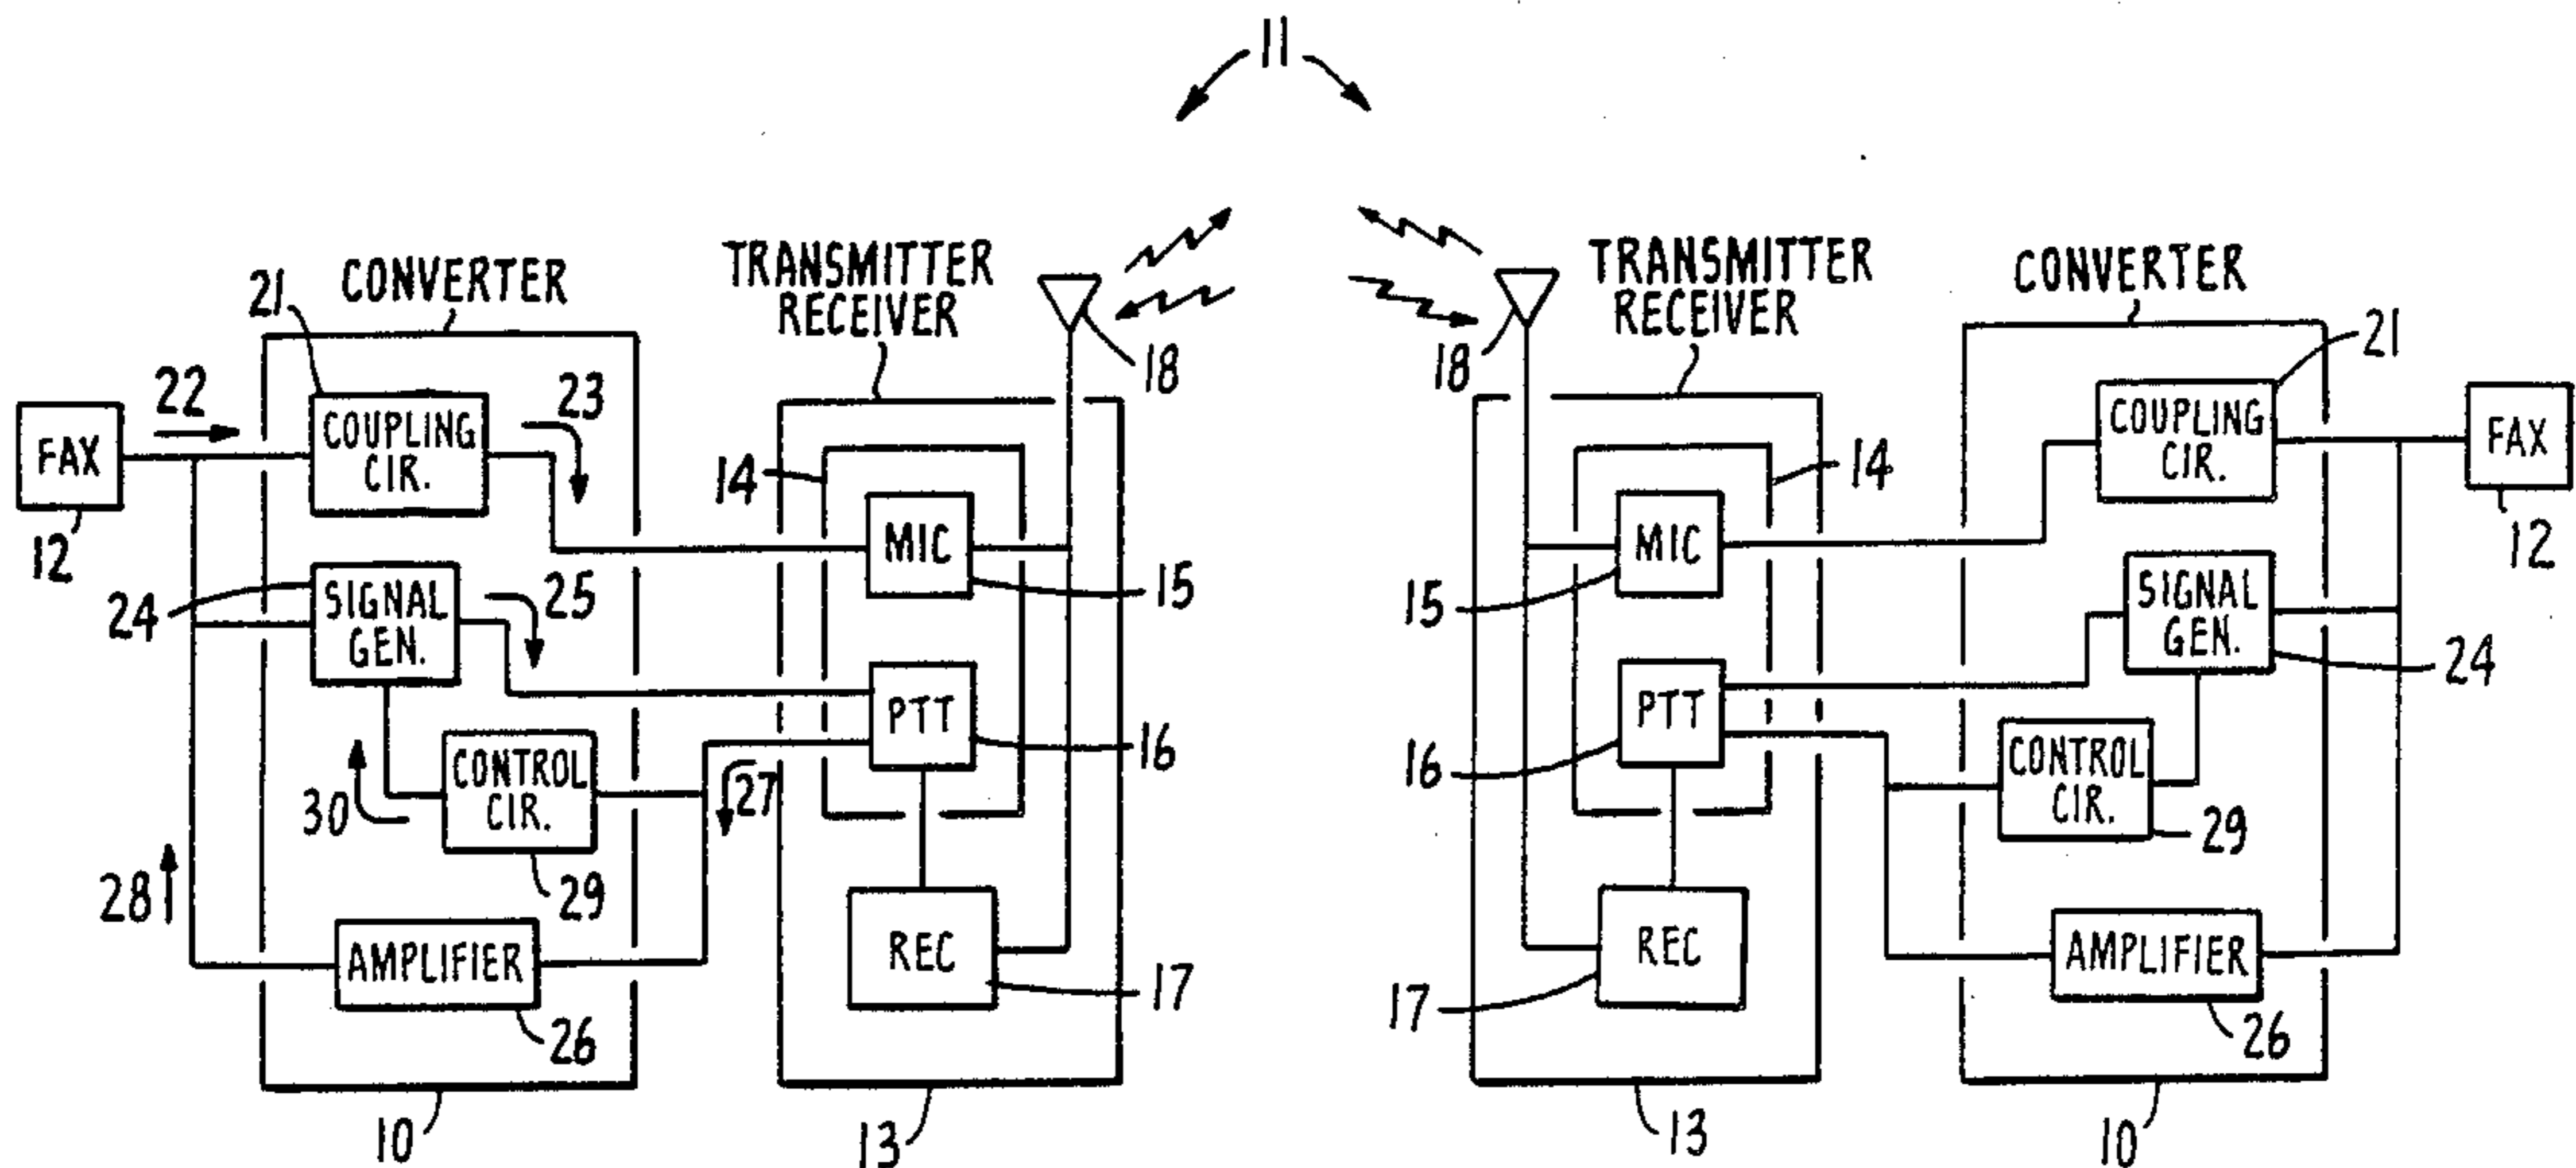 11
CONVERTER
TRANSMITTER
RECEIVER
TRANSMITTER
RECEIVER
CONVERTER
21
18
18
21
22
23
FAX
COUPLING
CIR.
14
14
COUPLING
CIR.
FAX
12
MIC
MIC
12
24
SIGNAL
GEN.
25
15
15
SIGNAL
GEN.
24
PTT
16
PTT
16
30
CONTROL
CIR.
27
CONTROL
CIR.
29
28
29
AMPLIFIER
REC
17
REC
17
AMPLIFIER
26
26
10
13
13
10